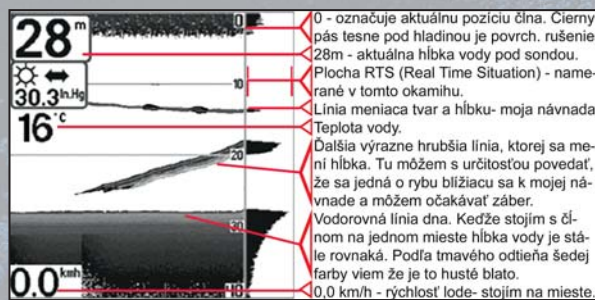 28 m
30.3 In.Hg
16 °C
0.0 kmh
0
10
20
30
40
0 - označuje aktuálnu pozíciu člna. Čierny
pás tesne pod hladinou je povrch. rušenie
28m - aktuálna hĺbka vody pod sondou.
Plocha RTS (Real Time Situation) - name-
rané v tomto okamihu.
Línia meniaca tvar a hĺbku- moja návnada
Teplota vody.
Ďalšia výrazne hrubšia línia, ktorej sa me-
ní hĺbka. Tu môžem s určitosťou povedať,
že sa jedná o rybu blížiacu sa k mojej ná-
vnade a môžem očakávať záber.
Vodorovná línia dna. Keďže stojím s čl-
nom na jednom mieste hĺbka vody je stá-
le rovnaká. Podľa tmavého odtieňa šedej
farby viem že je to husté blato.
0,0 km/h - rýchlosť lode- stojím na mieste.